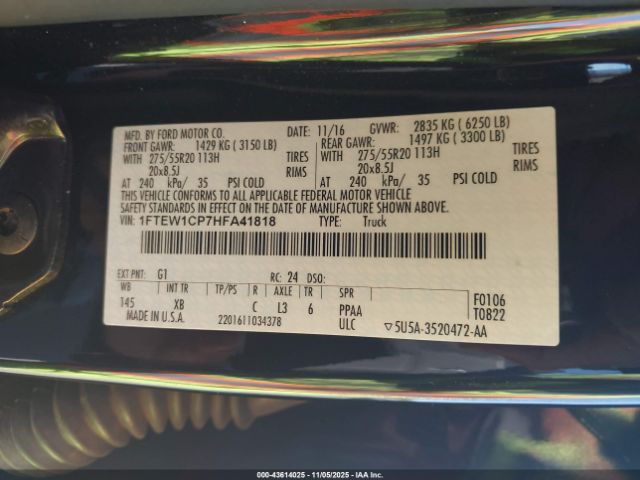 MFD. BY FORD MOTOR CO. DATE: 11/16 GVWR: 2835 KG ( 6250 LB)
FRONT GAWR: 1429 KG ( 3150 LB) REAR GAWR: 1497 KG ( 3300 LB)
WITH 275/55R20 113H TIRES WITH 275/55R20 113H TIRES
20x8.5J RIMS 20x8.5J RIMS
AT 240 kPa/ 35 PSI COLD AT 240 kPa/ 35 PSI COLD
THIS VEHICLE CONFORMS TO ALL APPLICABLE FEDERAL MOTOR VEHICLE
SAFETY STANDARDS IN EFFECT ON THE DATE OF MANUFACTURE SHOWN ABOVE.
VIN: 1FTEW1CP7HFA41818 TYPE: Truck
EXT PNT: G1 RC: 24 DSO:
WB INT TR TP/PS R AXLE TR SPR F0106
145 XB C L3 6 PPAA T0822
MADE IN U.S.A. 2201611034378 ULC ▽5U5A-3520472-AA
000-43614025 - 11/05/2025 - IAAI, Inc.